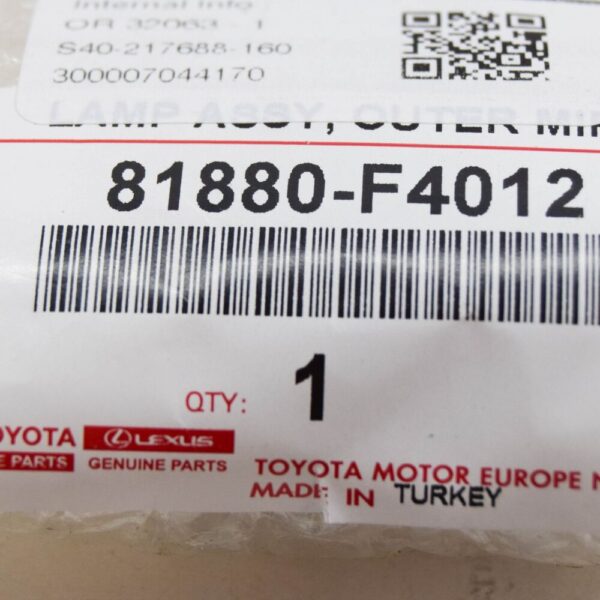 Internal Info
OR 32063 - 1
S40-217688-160
300007044170
LAMP ASSY, OUTER MIR
81880-F4012
QTY: 1
OYOTA LEXUS
E PARTS GENUINE PARTS
TOYOTA MOTOR EUROPE N
MADE IN TURKEY